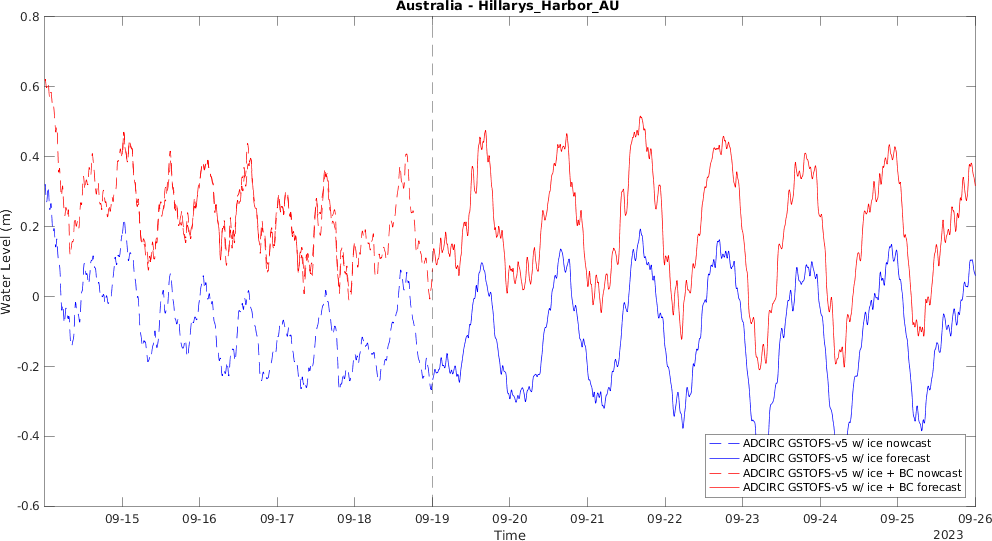 Australia - Hillarys_Harbor_AU
0.8
0.6
0.4
0.2
0
-0.2
-0.4
-0.6
Water Level (m)
ADCIRC GSTOFS-v5 w/ ice nowcast
ADCIRC GSTOFS-v5 w/ ice forecast
ADCIRC GSTOFS-v5 w/ ice + BC nowcast
ADCIRC GSTOFS-v5 w/ ice + BC forecast
09-15 09-16 09-17 09-18 09-19 09-20 09-21 09-22 09-23 09-24 09-25 09-26
Time
2023